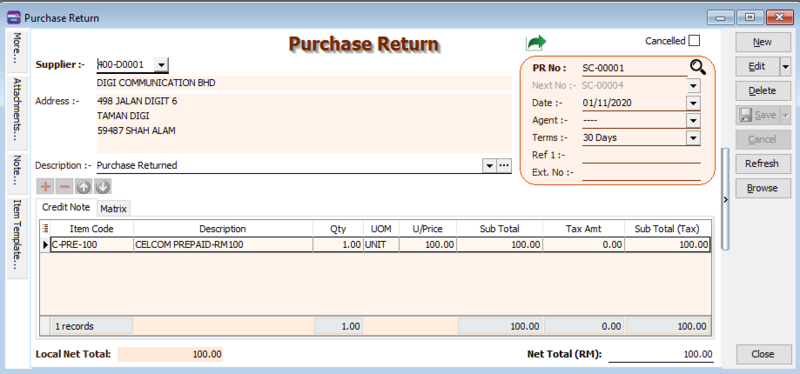 Purchase Return
More...
Attachments...
Note...
Item Template...
Purchase Return
Cancelled
Supplier :- 400-D0001
DIGI COMMUNICATION BHD
Address :- 498 JALAN DIGIT 6
TAMAN DIGI
59487 SHAH ALAM
Description :- Purchase Returned
PR No : SC-00001
Next No :- SC-00004
Date :- 01/11/2020
Agent :- ----
Terms :- 30 Days
Ref 1 :-
Ext. No :-
Credit Note Matrix
Item Code Description Qty UOM U/Price Sub Total Tax Amt Sub Total (Tax)
C-PRE-100 CELCOM PREPAID-RM100 1.00 UNIT 100.00 100.00 0.00 100.00
1 records 1.00 100.00 0.00 100.00
Local Net Total: 100.00 Net Total (RM): 100.00
New
Edit
Delete
Save
Cancel
Refresh
Browse
Close